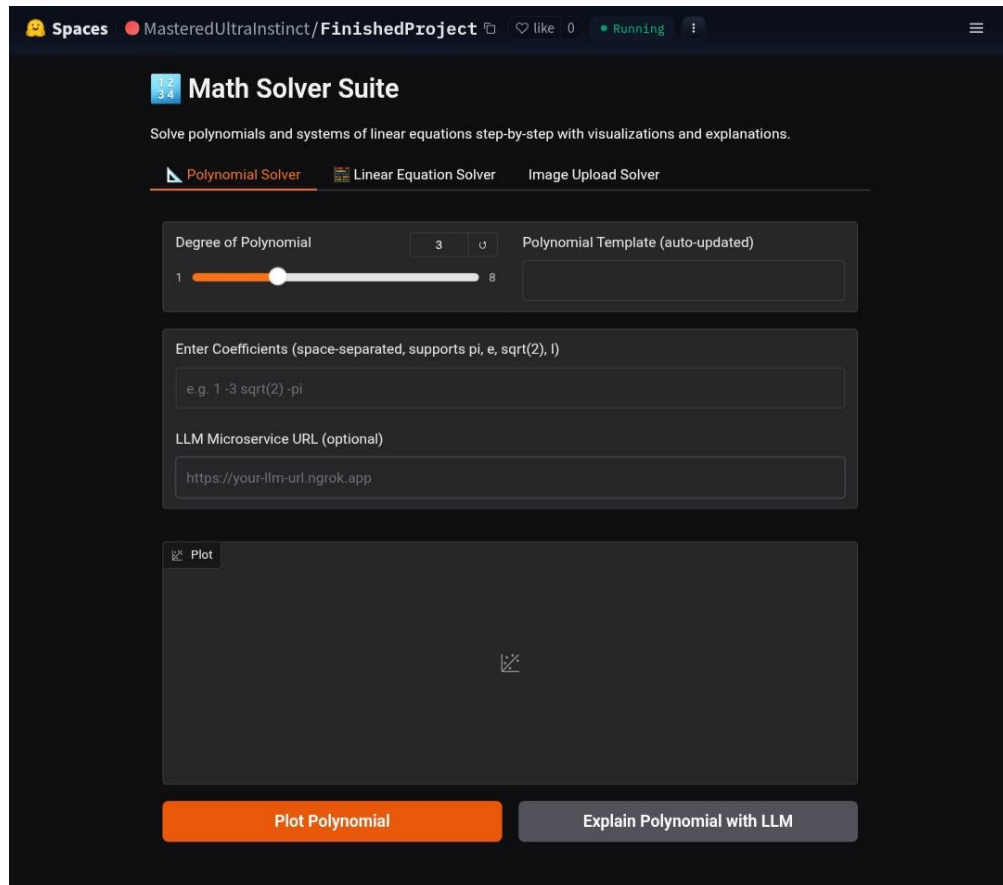 Spaces MasteredUltraInstinct/FinishedProject like 0 Running
Math Solver Suite
Solve polynomials and systems of linear equations step-by-step with visualizations and explanations.
Polynomial Solver Linear Equation Solver Image Upload Solver
Degree of Polynomial 3 Polynomial Template (auto-updated)
1 8
Enter Coefficients (space-separated, supports pi, e, sqrt(2), I)
e.g. 1 -3 sqrt(2) -pi
LLM Microservice URL (optional)
https://your-llm-url.ngrok.app
Plot
Plot Polynomial Explain Polynomial with LLM